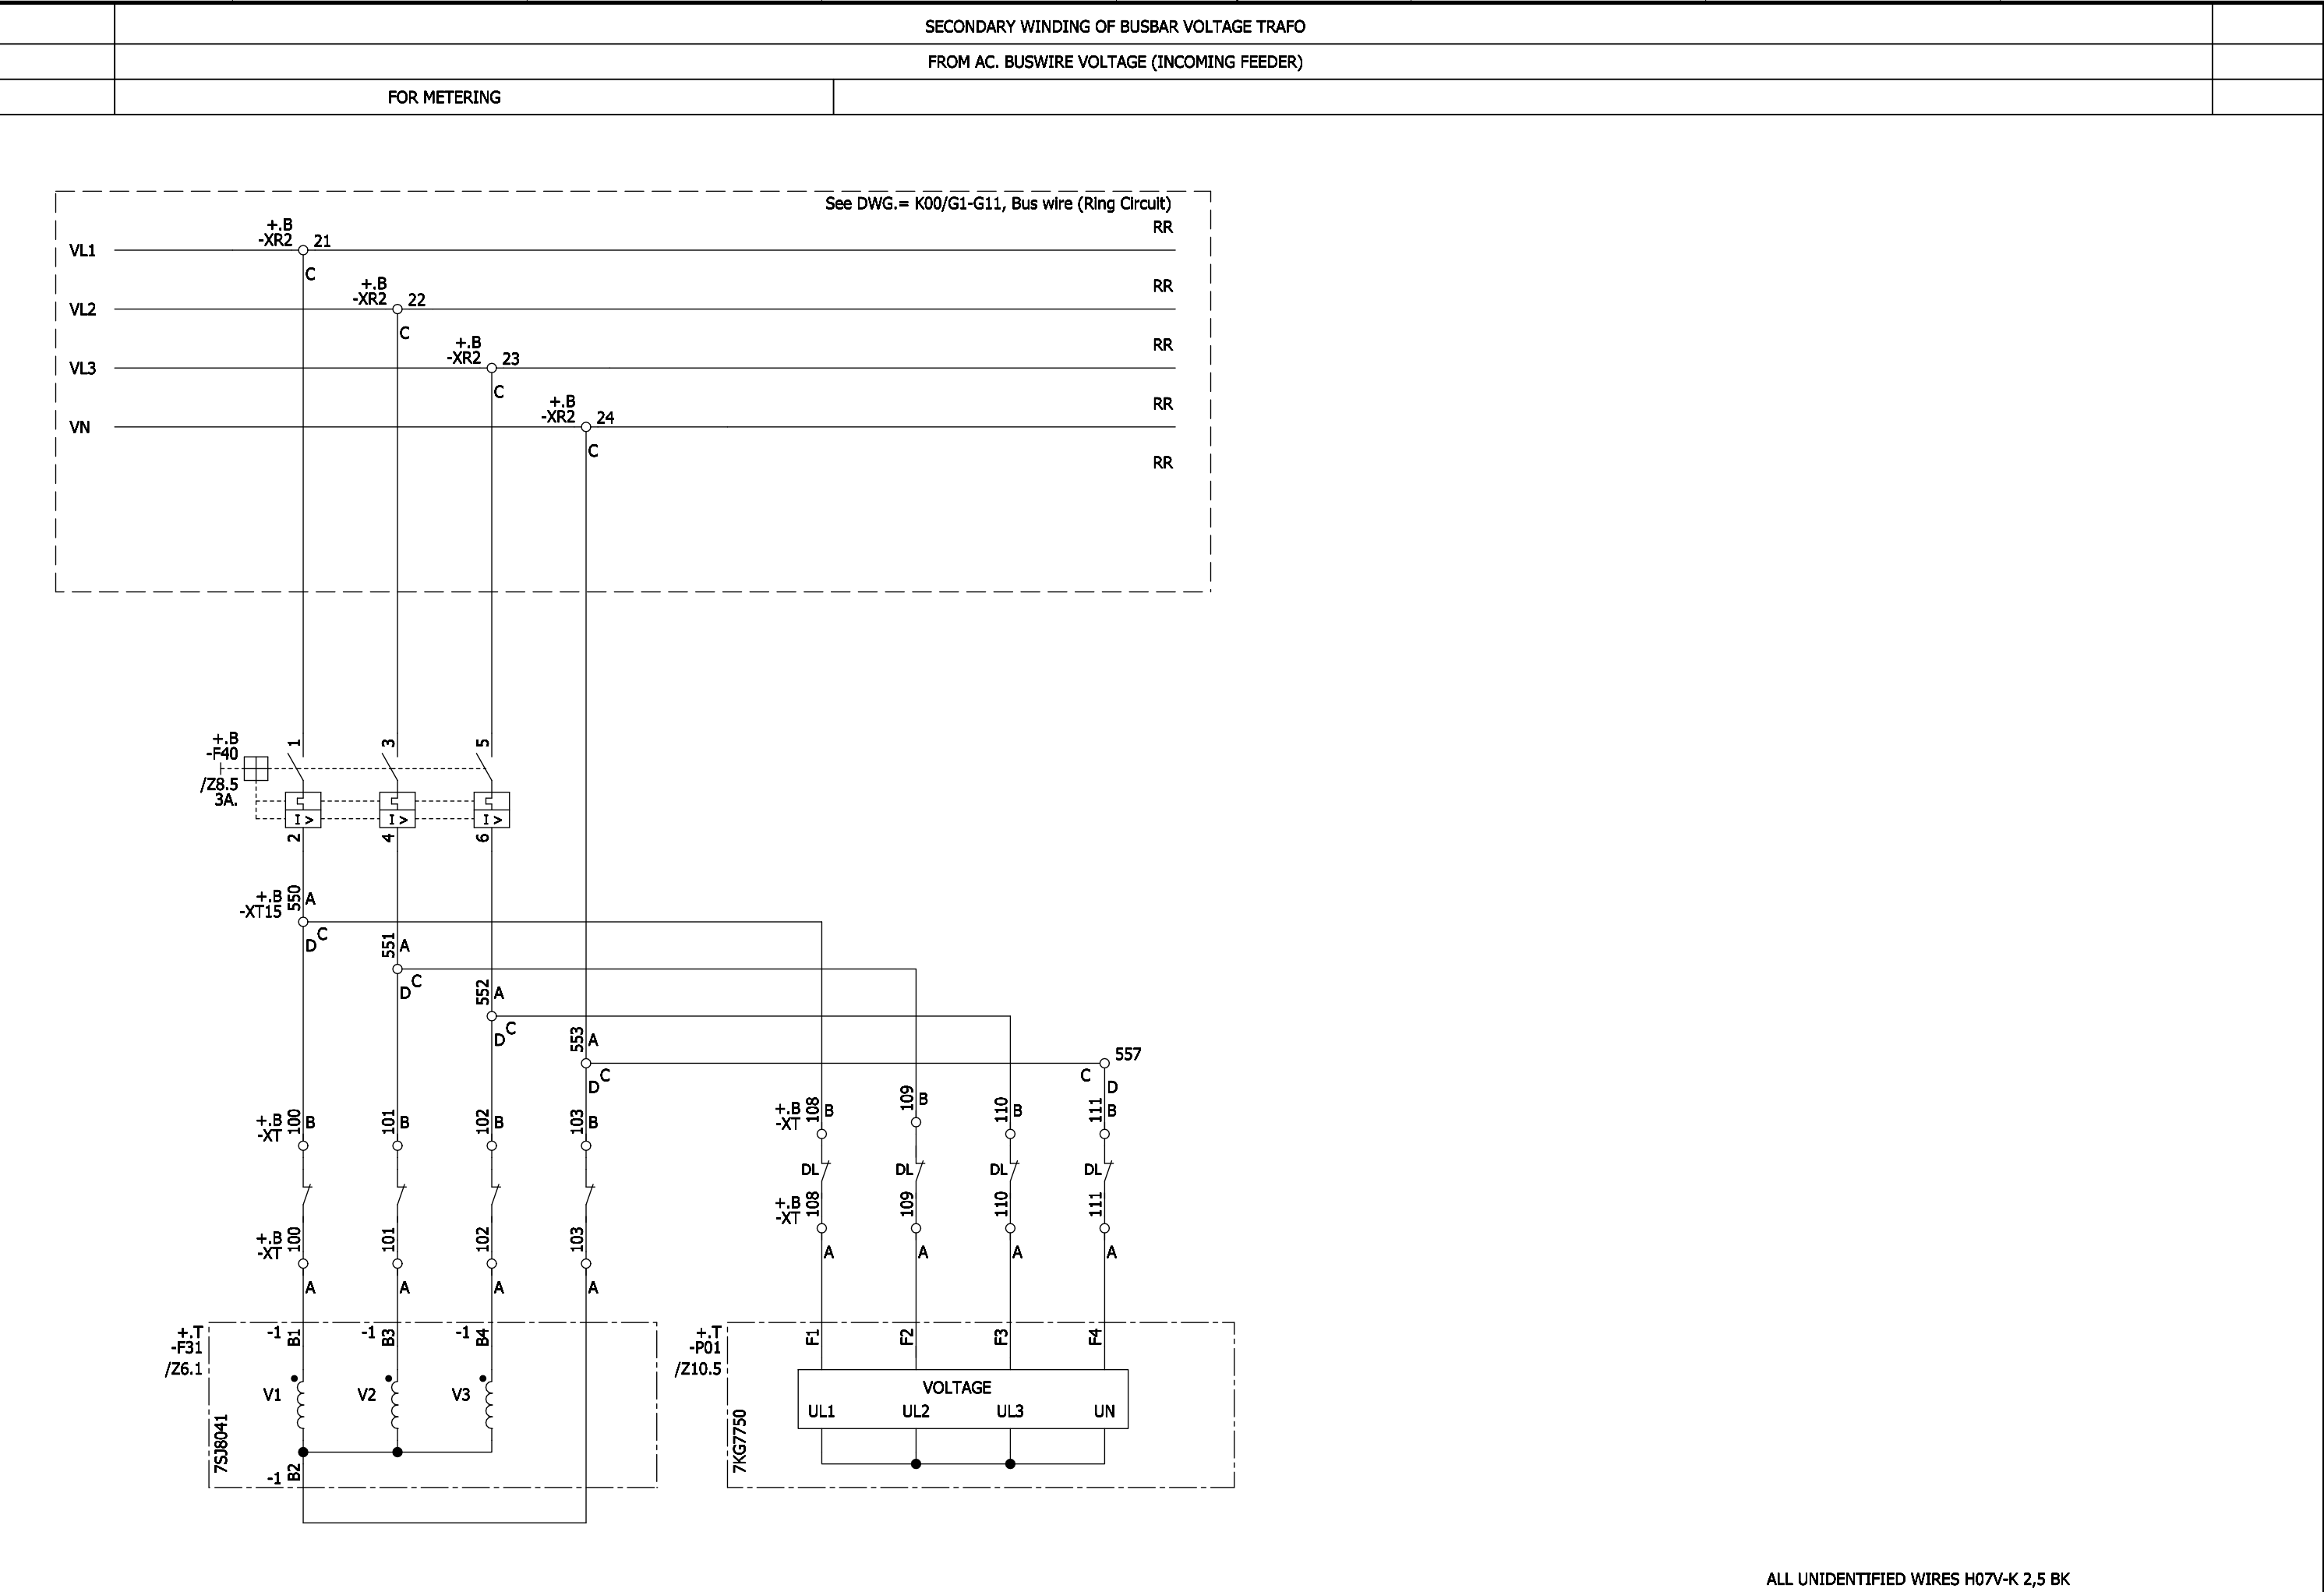 SECONDARY WINDING OF BUSBAR VOLTAGE TRAFO
FROM AC. BUSWIRE VOLTAGE (INCOMING FEEDER)
FOR METERING
See DWG.= K00/G1-G11, Bus wire (Ring Circuit)
+.B
-XR2 21 RR
VL1
C
+.B
-XR2 22 RR
VL2
C
+.B
-XR2 23 RR
VL3
C
+.B
-XR2 24 RR
VN
C
RR
+.B
-F40
/Z8.5
3A.
1 3 5
I > I > I >
2 4 6
+.B
-XT15
550 A
D C
551 A
D C
552 A
D C
553 A
D C
557
C D
+.B
-XT
100 B 101 B 102 B 103 B
+.B
-XT
108 B 109 B 110 B 111 B
DL DL DL DL
+.B
-XT
108 109 110 111
A A A A
+.B
-XT
100 101 102 103
A A A A
+.T
-F31
/Z6.1
-1 B1 -1 B3 -1 B4
V1 V2 V3
7SJ8041
-1 B2
+.T
-P01
/Z10.5
F1 F2 F3 F4
VOLTAGE
UL1 UL2 UL3 UN
7KG7750
ALL UNIDENTIFIED WIRES H07V-K 2,5 BK